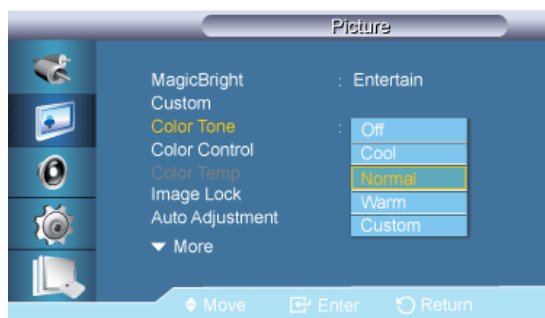 Picture
MagicBright : Entertain
Custom
Color Tone :
Off
Cool
Normal
Warm
Custom
Color Control
Color Temp.
Image Lock
Auto Adjustment
More
Move Enter Return